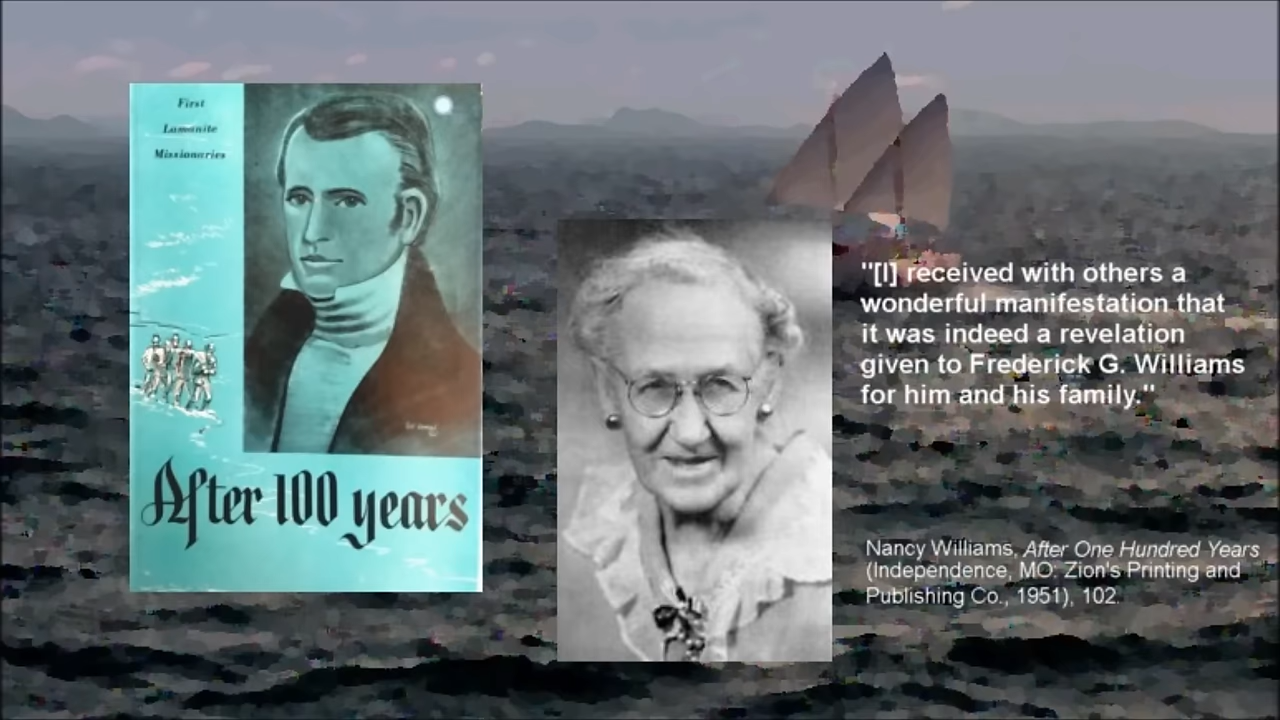 First
Lamanite
Missionaries
After 100 years
"[I] received with others a
wonderful manifestation that
it was indeed a revelation
given to Frederick G. Williams
for him and his family."
Nancy Williams, After One Hundred Years
(Independence, MO: Zion's Printing and
Publishing Co., 1951), 102.